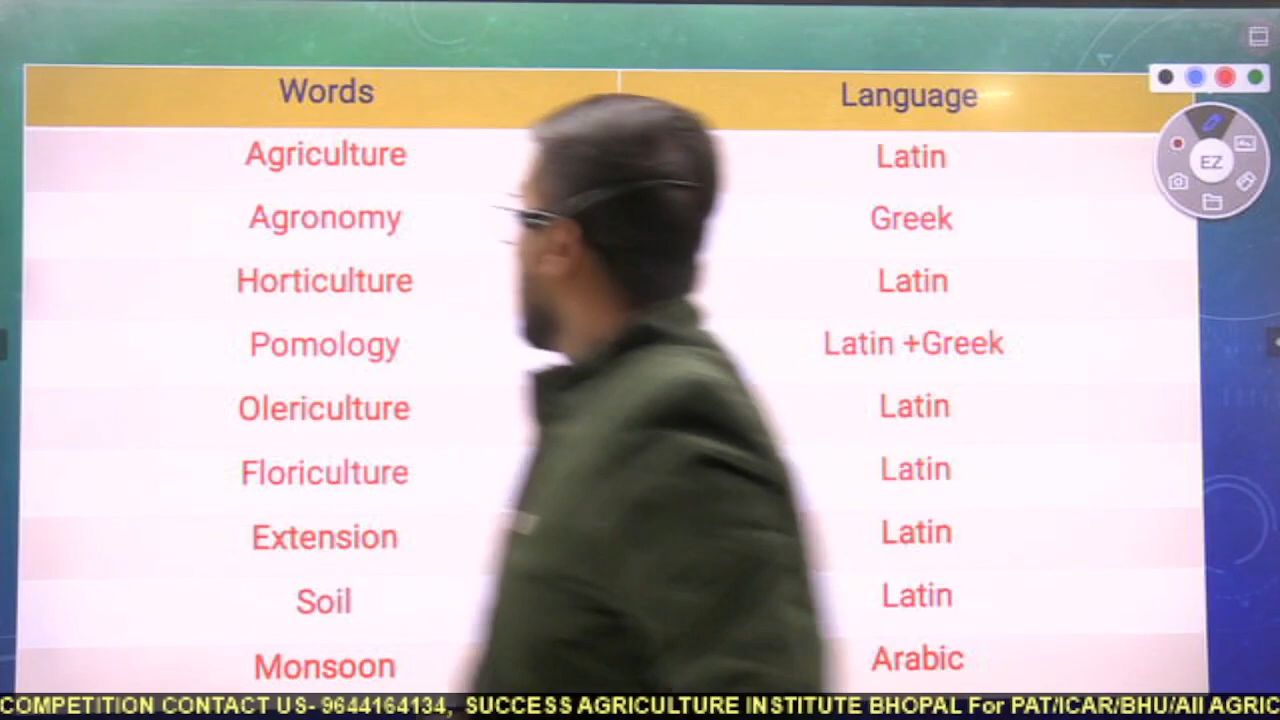 Words Language
Agriculture Latin
Agronomy Greek
Horticulture Latin
Pomology Latin +Greek
Olericulture Latin
Floriculture Latin
Extension Latin
Soil Latin
Monsoon Arabic
EZ
COMPETITION CONTACT US- 9644164134, SUCCESS AGRICULTURE INSTITUTE BHOPAL For PAT/ICAR/BHU/All AGRIC